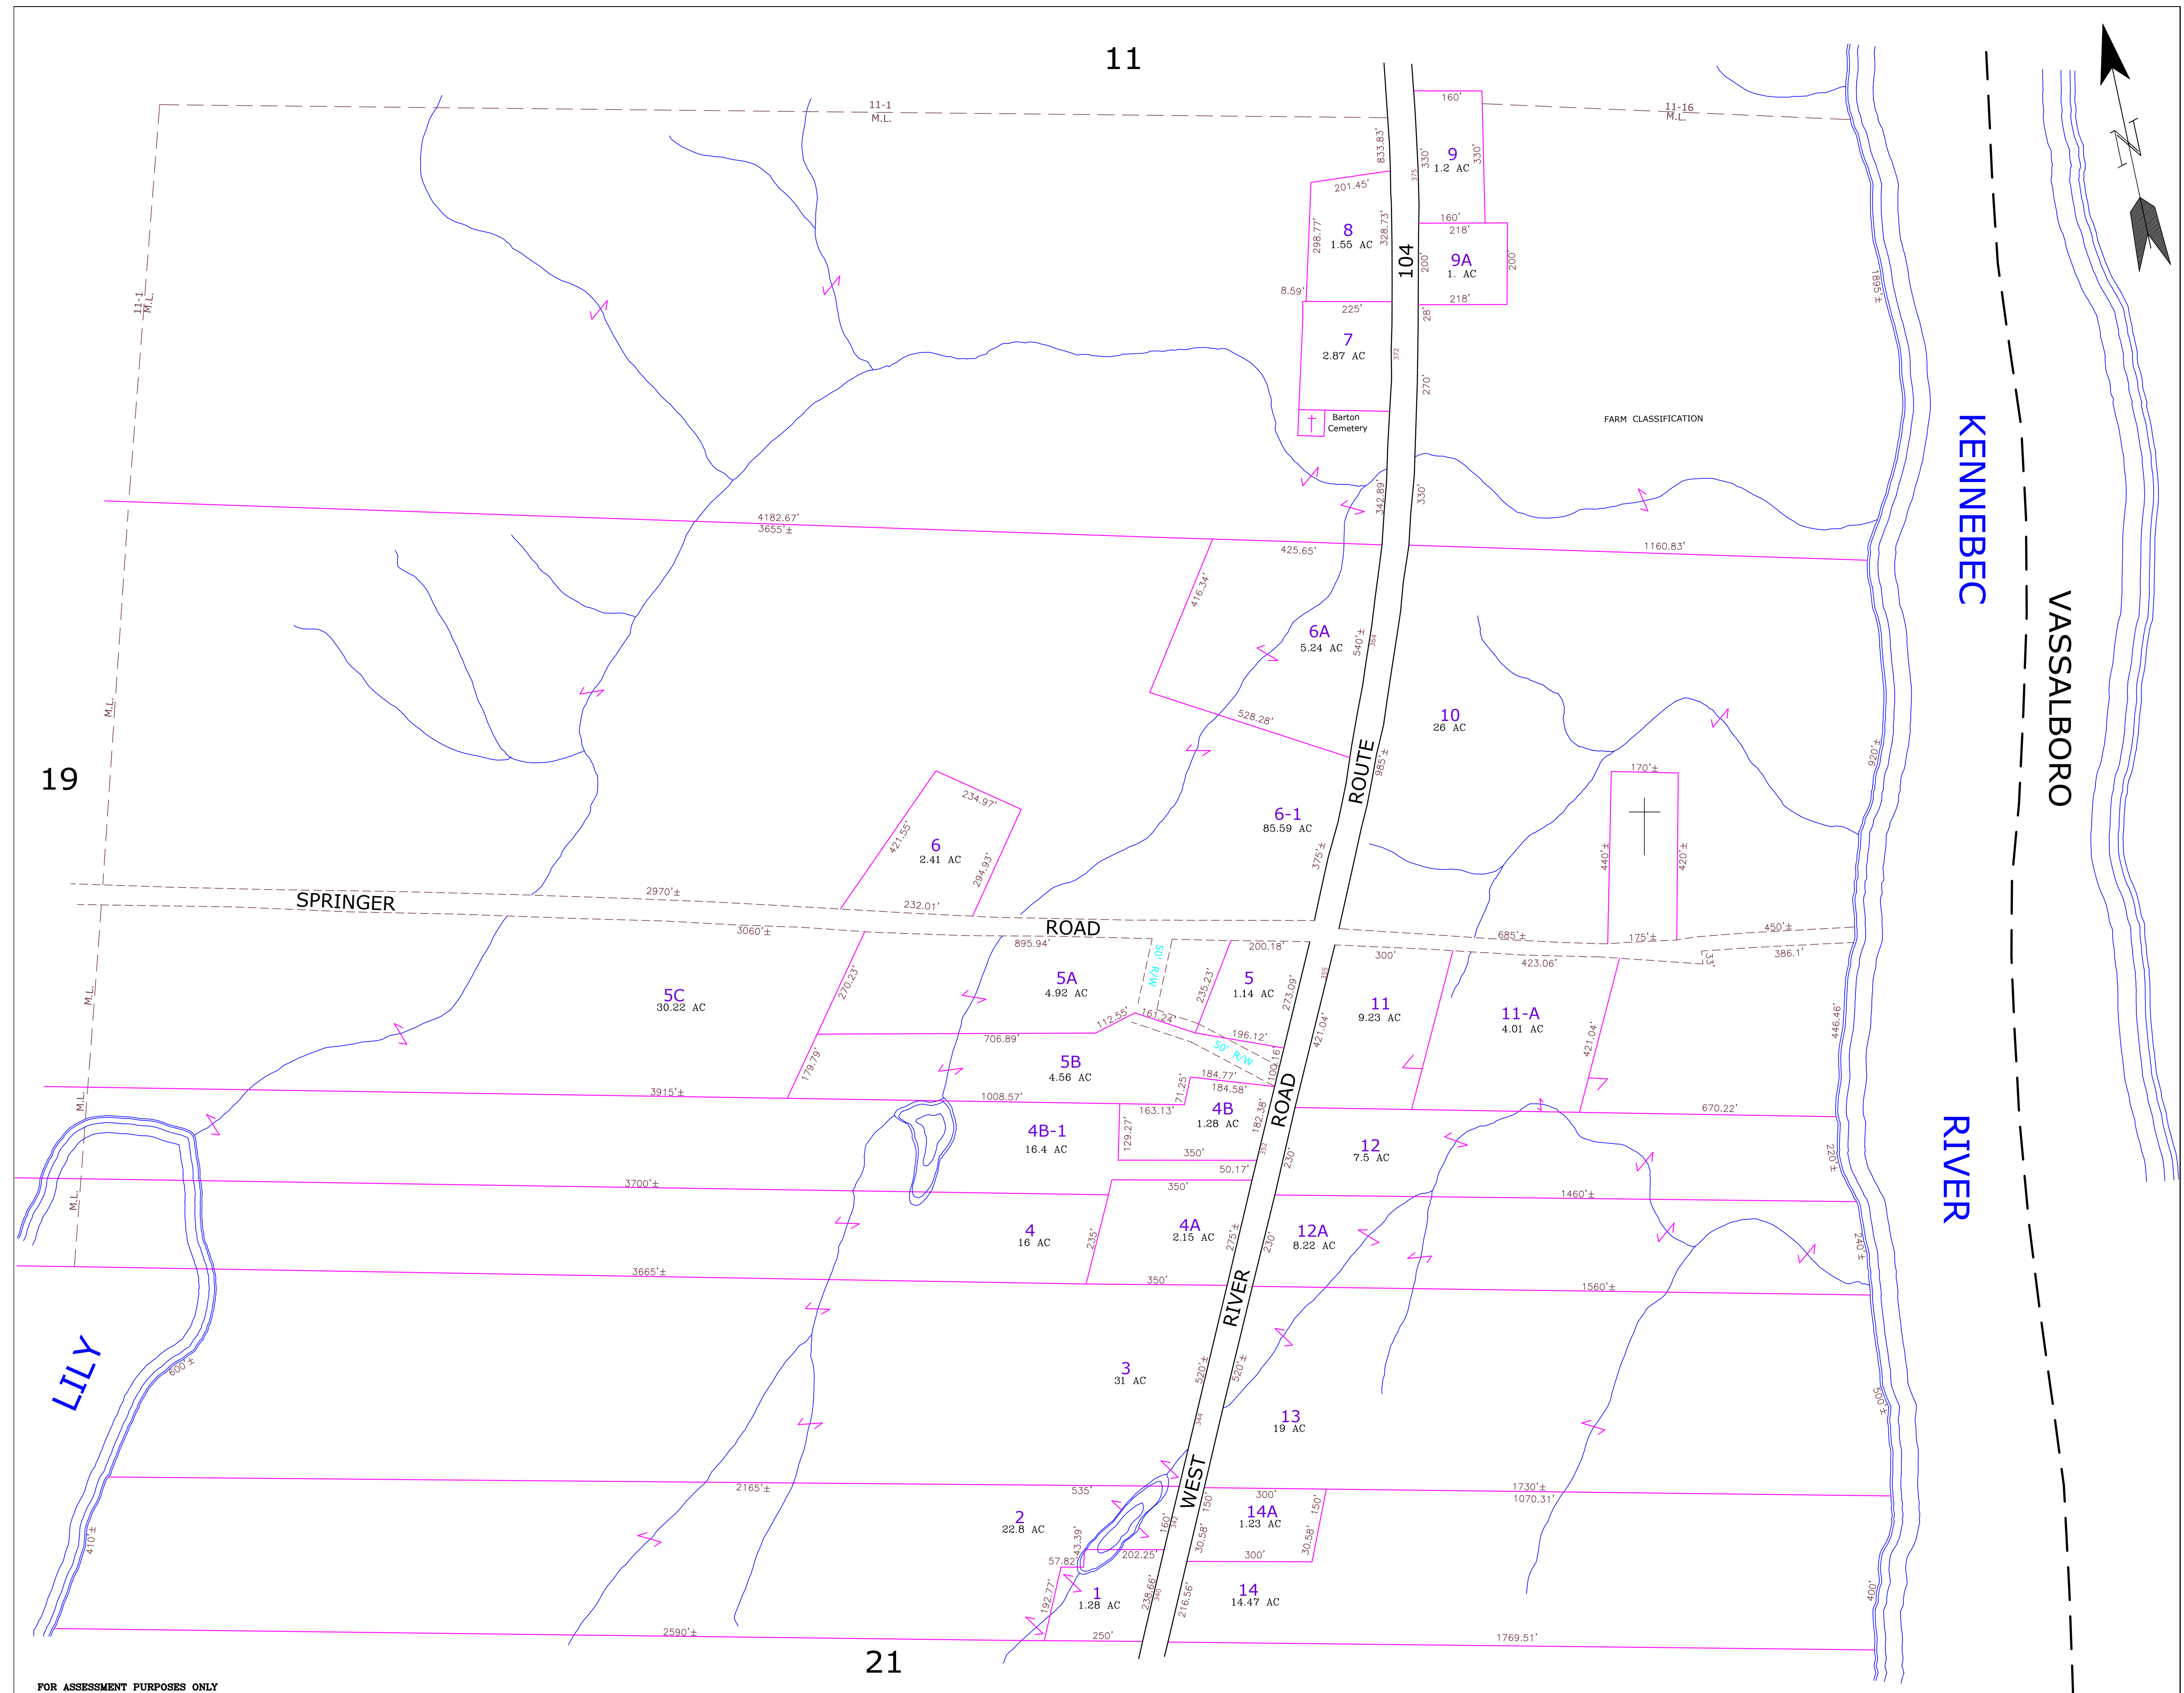 11
11-1
M.L.
160'
11-16
M.L.
833.83'
330'
9
1.2 AC
330'
375
201.45'
8
1.55 AC
298.77'
328.73'
160'
218'
104
9A
1. AC
200'
200'
8.59'
218'
225'
28'
1895'±
11-1
M.L.
7
2.87 AC
372
270'
Barton
Cemetery
FARM CLASSIFICATION
KENNEBEC
342.89'
330'
4182.67'
3655'±
425.65'
1160.83'
416.34'
6A
5.24 AC
540'±
364
VASSALBORO
M.L.
528.28'
10
26 AC
985'±
ROUTE
920'±
19
170'±
234.97'
421.55'
6
2.41 AC
294.93'
6-1
85.59 AC
375'±
440'±
420'±
2970'±
SPRINGER
232.01'
ROAD
3060'±
895.94'
50' R/W
200.18'
300'
685'±
175'±
450'±
423.06'
33'
386.1'
270.23'
5A
4.92 AC
235.23'
5
1.14 AC
273.09'
355
5C
30.22 AC
M.L.
11
9.23 AC
11-A
4.01 AC
421.04'
421.04'
446.46'
112.55'
161.24'
706.89'
196.12'
50' R/W
100.16'
5B
4.56 AC
179.79'
184.77'
184.58'
71.25'
3915'±
1008.57'
163.13'
M.L.
4B
1.28 AC
182.38'
ROAD
670.22'
RIVER
4B-1
16.4 AC
129.27'
350'
352
230'
12
7.5 AC
220'±
50.17'
3700'±
350'
1460'±
M.L.
4
16 AC
235'
4A
2.15 AC
275'±
230'
12A
8.22 AC
240'±
3665'±
350'
1560'±
RIVER
LILY
600'±
3
31 AC
520'±
520'±
344
13
19 AC
500'±
2165'±
535'
WEST
300'
1730'±
1070.31'
2
22.8 AC
160'
342
150'
14A
1.23 AC
150'
410'±
43.39'
30.58'
30.58'
57.82'
202.25'
300'
192.77'
1
1.28 AC
238.66'
340
216.56'
14
14.47 AC
400'
2590'±
250'
1769.51'
21
FOR ASSESSMENT PURPOSES ONLY